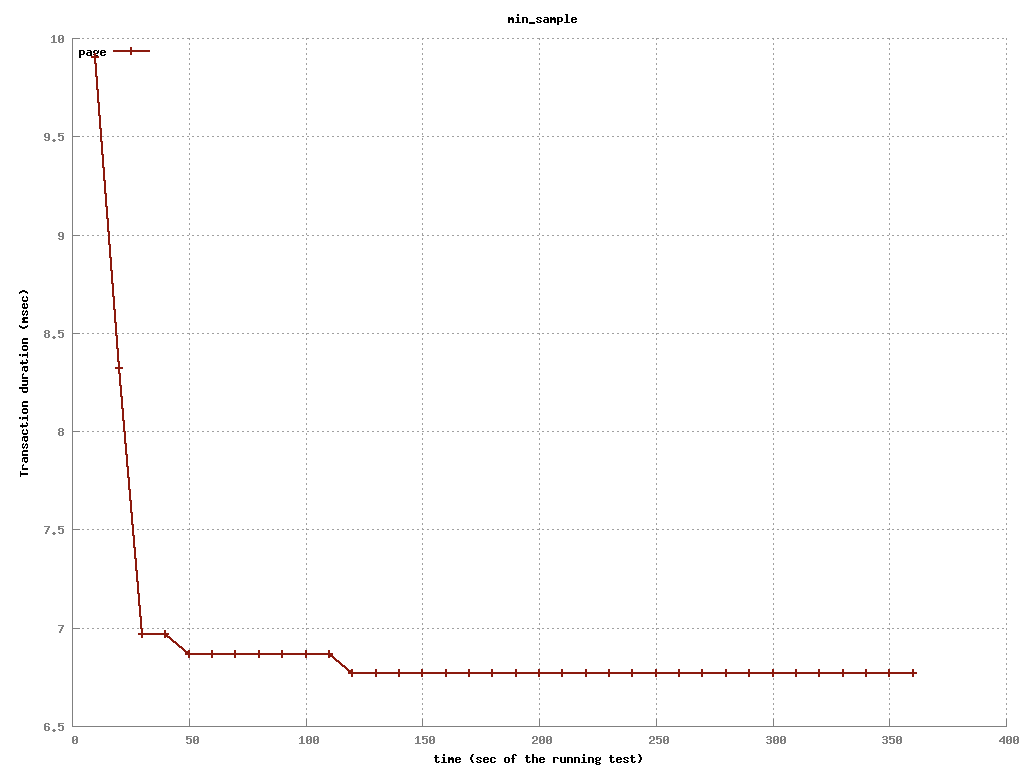 min_sample
page
10
9.5
9
8.5
8
7.5
7
6.5
Transaction duration (msec)
0 50 100 150 200 250 300 350 400
time (sec of the running test)